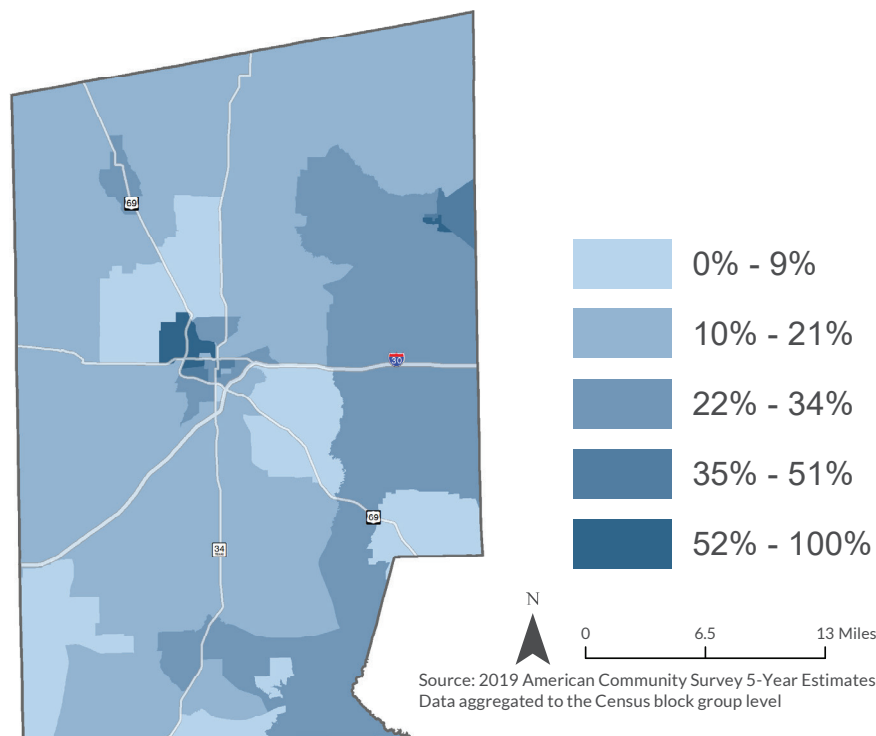 69
30
69
34
0% - 9%
10% - 21%
22% - 34%
35% - 51%
52% - 100%
N
0 6.5 13 Miles
Source: 2019 American Community Survey 5-Year Estimates
Data aggregated to the Census block group level